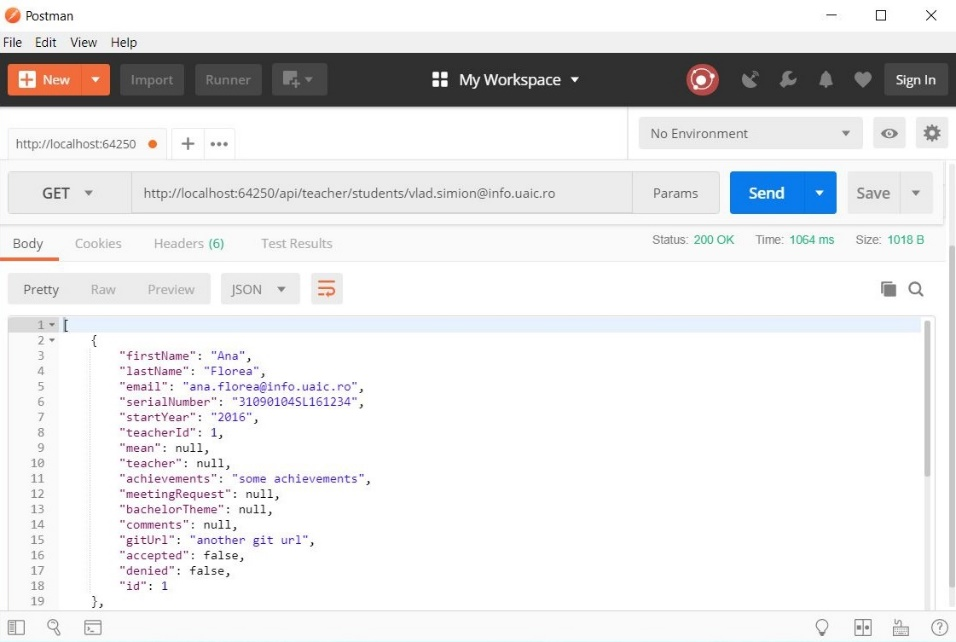 Postman
File Edit View Help
New Import Runner My Workspace Sign In
http://localhost:64250 No Environment
GET http://localhost:64250/api/teacher/students/vlad.simion@info.uaic.ro Params Send Save
Body Cookies Headers (6) Test Results Status: 200 OK Time: 1064 ms Size: 1018 B
Pretty Raw Preview JSON
1 [
2 {
3 "firstName": "Ana",
4 "lastName": "Florea",
5 "email": "ana.florea@info.uaic.ro",
6 "serialNumber": "31090104SL161234",
7 "startYear": "2016",
8 "teacherId": 1,
9 "mean": null,
10 "teacher": null,
11 "achievements": "some achievements",
12 "meetingRequest": null,
13 "bachelorTheme": null,
14 "comments": null,
15 "gitUrl": "another git url",
16 "accepted": false,
17 "denied": false,
18 "id": 1
19 },